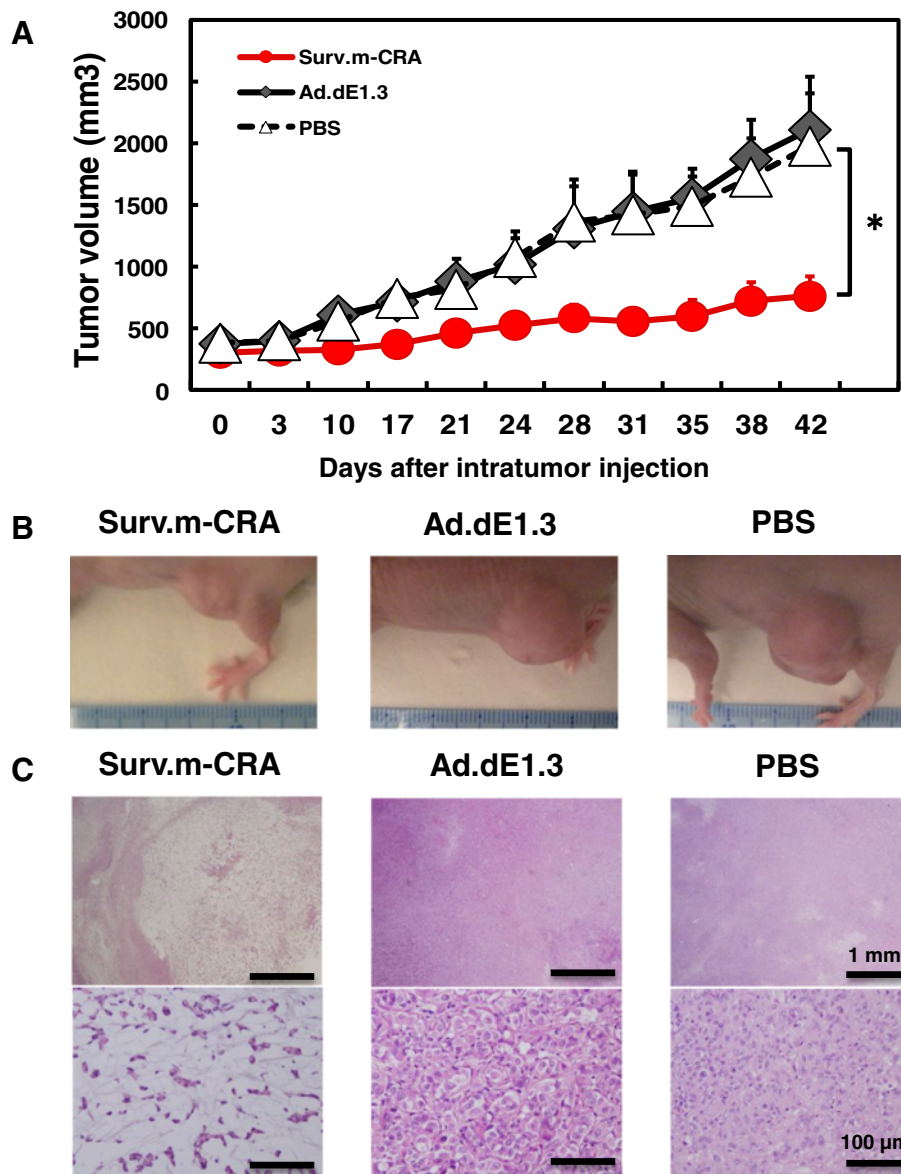 A
Tumor volume (mm3)
3000
2500
2000
1500
1000
500
0
Surv.m-CRA
Ad.dE1.3
PBS
*
0 3 10 17 21 24 28 31 35 38 42
Days after intratumor injection
B
Surv.m-CRA Ad.dE1.3 PBS
C
Surv.m-CRA Ad.dE1.3 PBS
1 mm
100 µm